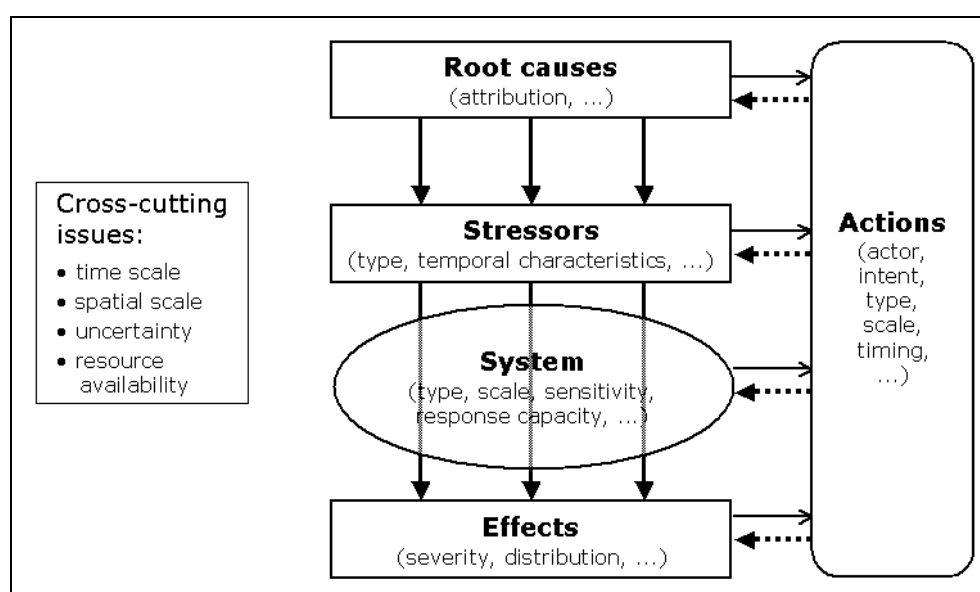 Root causes
(attribution, ...)
Cross-cutting
issues:
• time scale
• spatial scale
• uncertainty
• resource
availability
Stressors
(type, temporal characteristics, ...)
System
(type, scale, sensitivity,
response capacity, ...)
Effects
(severity, distribution, ...)
Actions
(actor,
intent,
type,
scale,
timing,
...)